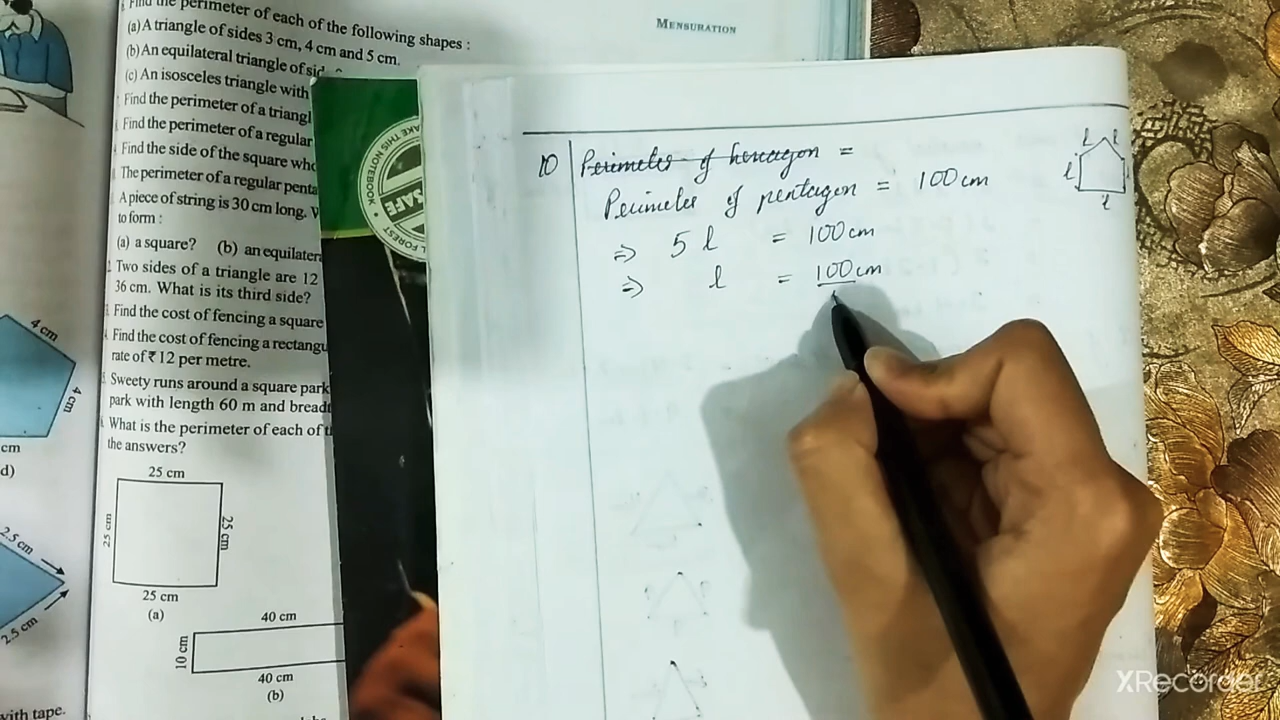 Find the perimeter of each of the following shapes :
(a) A triangle of sides 3 cm, 4 cm and 5 cm.
(b) An equilateral triangle of
(c) An isosceles triangle with
Find the perimeter of a
Find the perimeter of a regular
Find the side of the square
The perimeter of a regular
A piece of string is 30 cm long.
to form :
(a) a square? (b) an
Two sides of a triangle are 12
36 cm. What is its third side?
Find the cost of fencing a square
Find the cost of fencing a
rate of ₹ 12 per metre.
Sweety runs around a square park
park with length 60 m and
What is the perimeter of each of
the answers?
25 cm
25 cm
25 cm
25 cm
(a)
40 cm
10 cm
40 cm
(b)
4 cm
4 cm
cm
d)
2.5 cm
2.5 cm
with tape.
MENSURATION
TAKE THIS NOTEBOOK
SAFE
FOREST
10 Perimeter of hexagon =
Perimeter of pentagon = 100 cm
⇒ 5 l = 100 cm
⇒ l = 100 cm
l l
l l
l
XRecorder